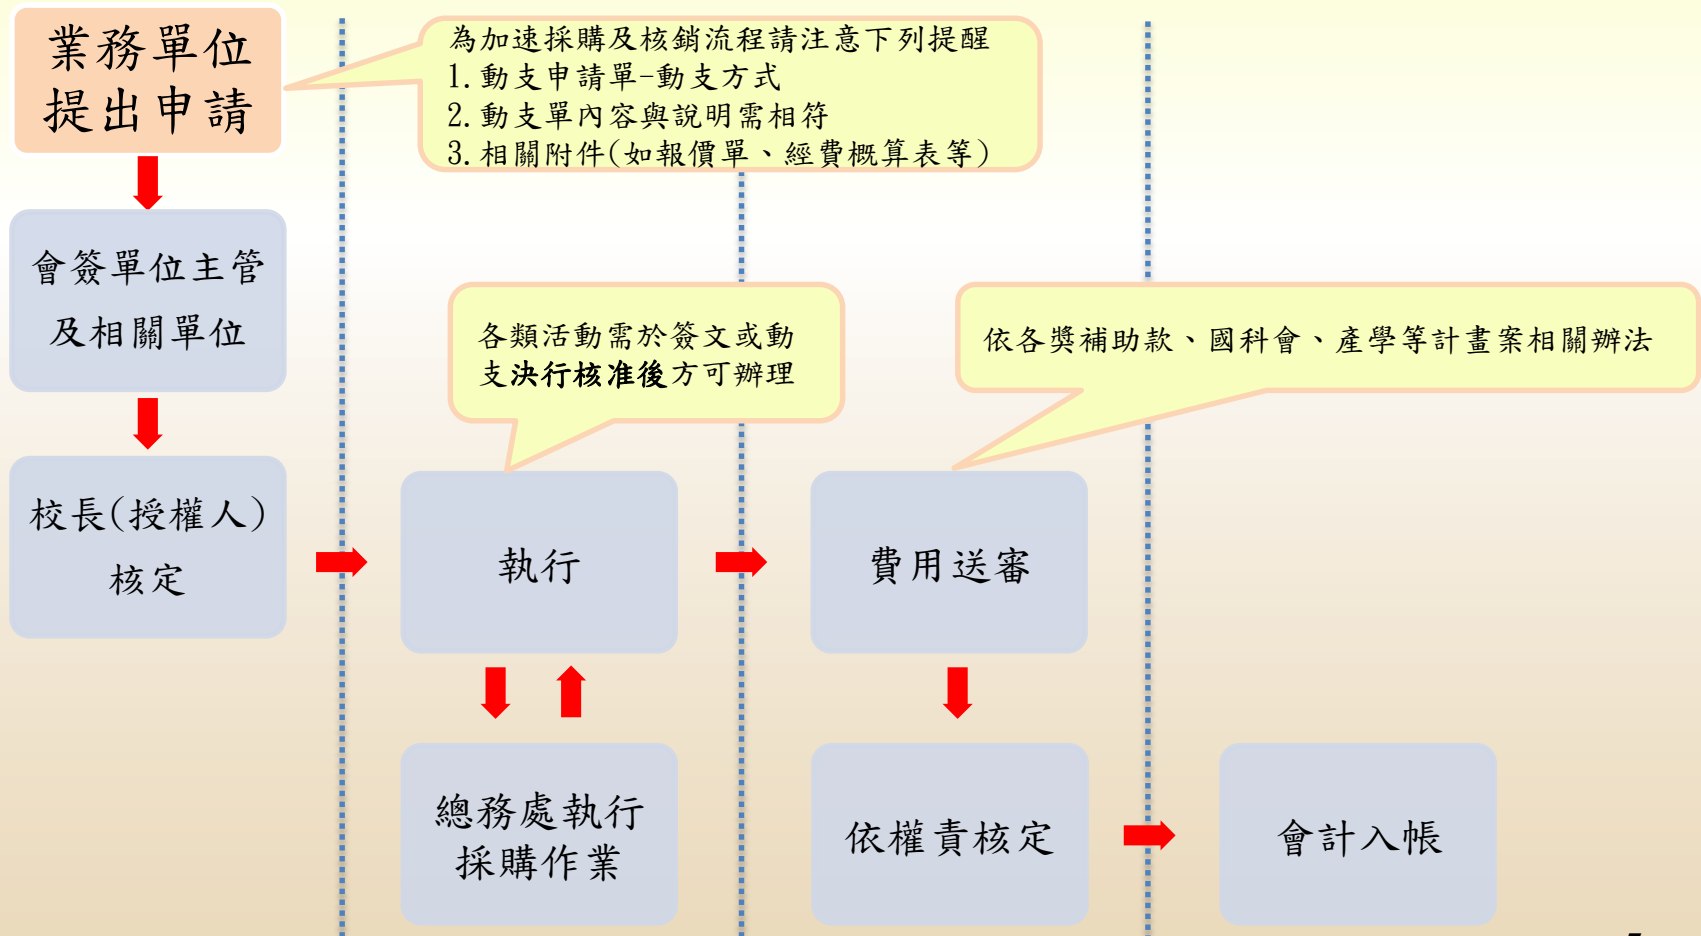 業務單位
提出申請
為加速採購及核銷流程請注意下列提醒
1.動支申請單-動支方式
2.動支單內容與說明需相符
3.相關附件(如報價單、經費概算表等)
會簽單位主管
及相關單位
各類活動需於簽文或動
支決行核准後方可辦理
依各獎補助款、國科會、產學等計畫案相關辦法
校長(授權人)
核定
執行
費用送審
總務處執行
採購作業
依權責核定
會計入帳